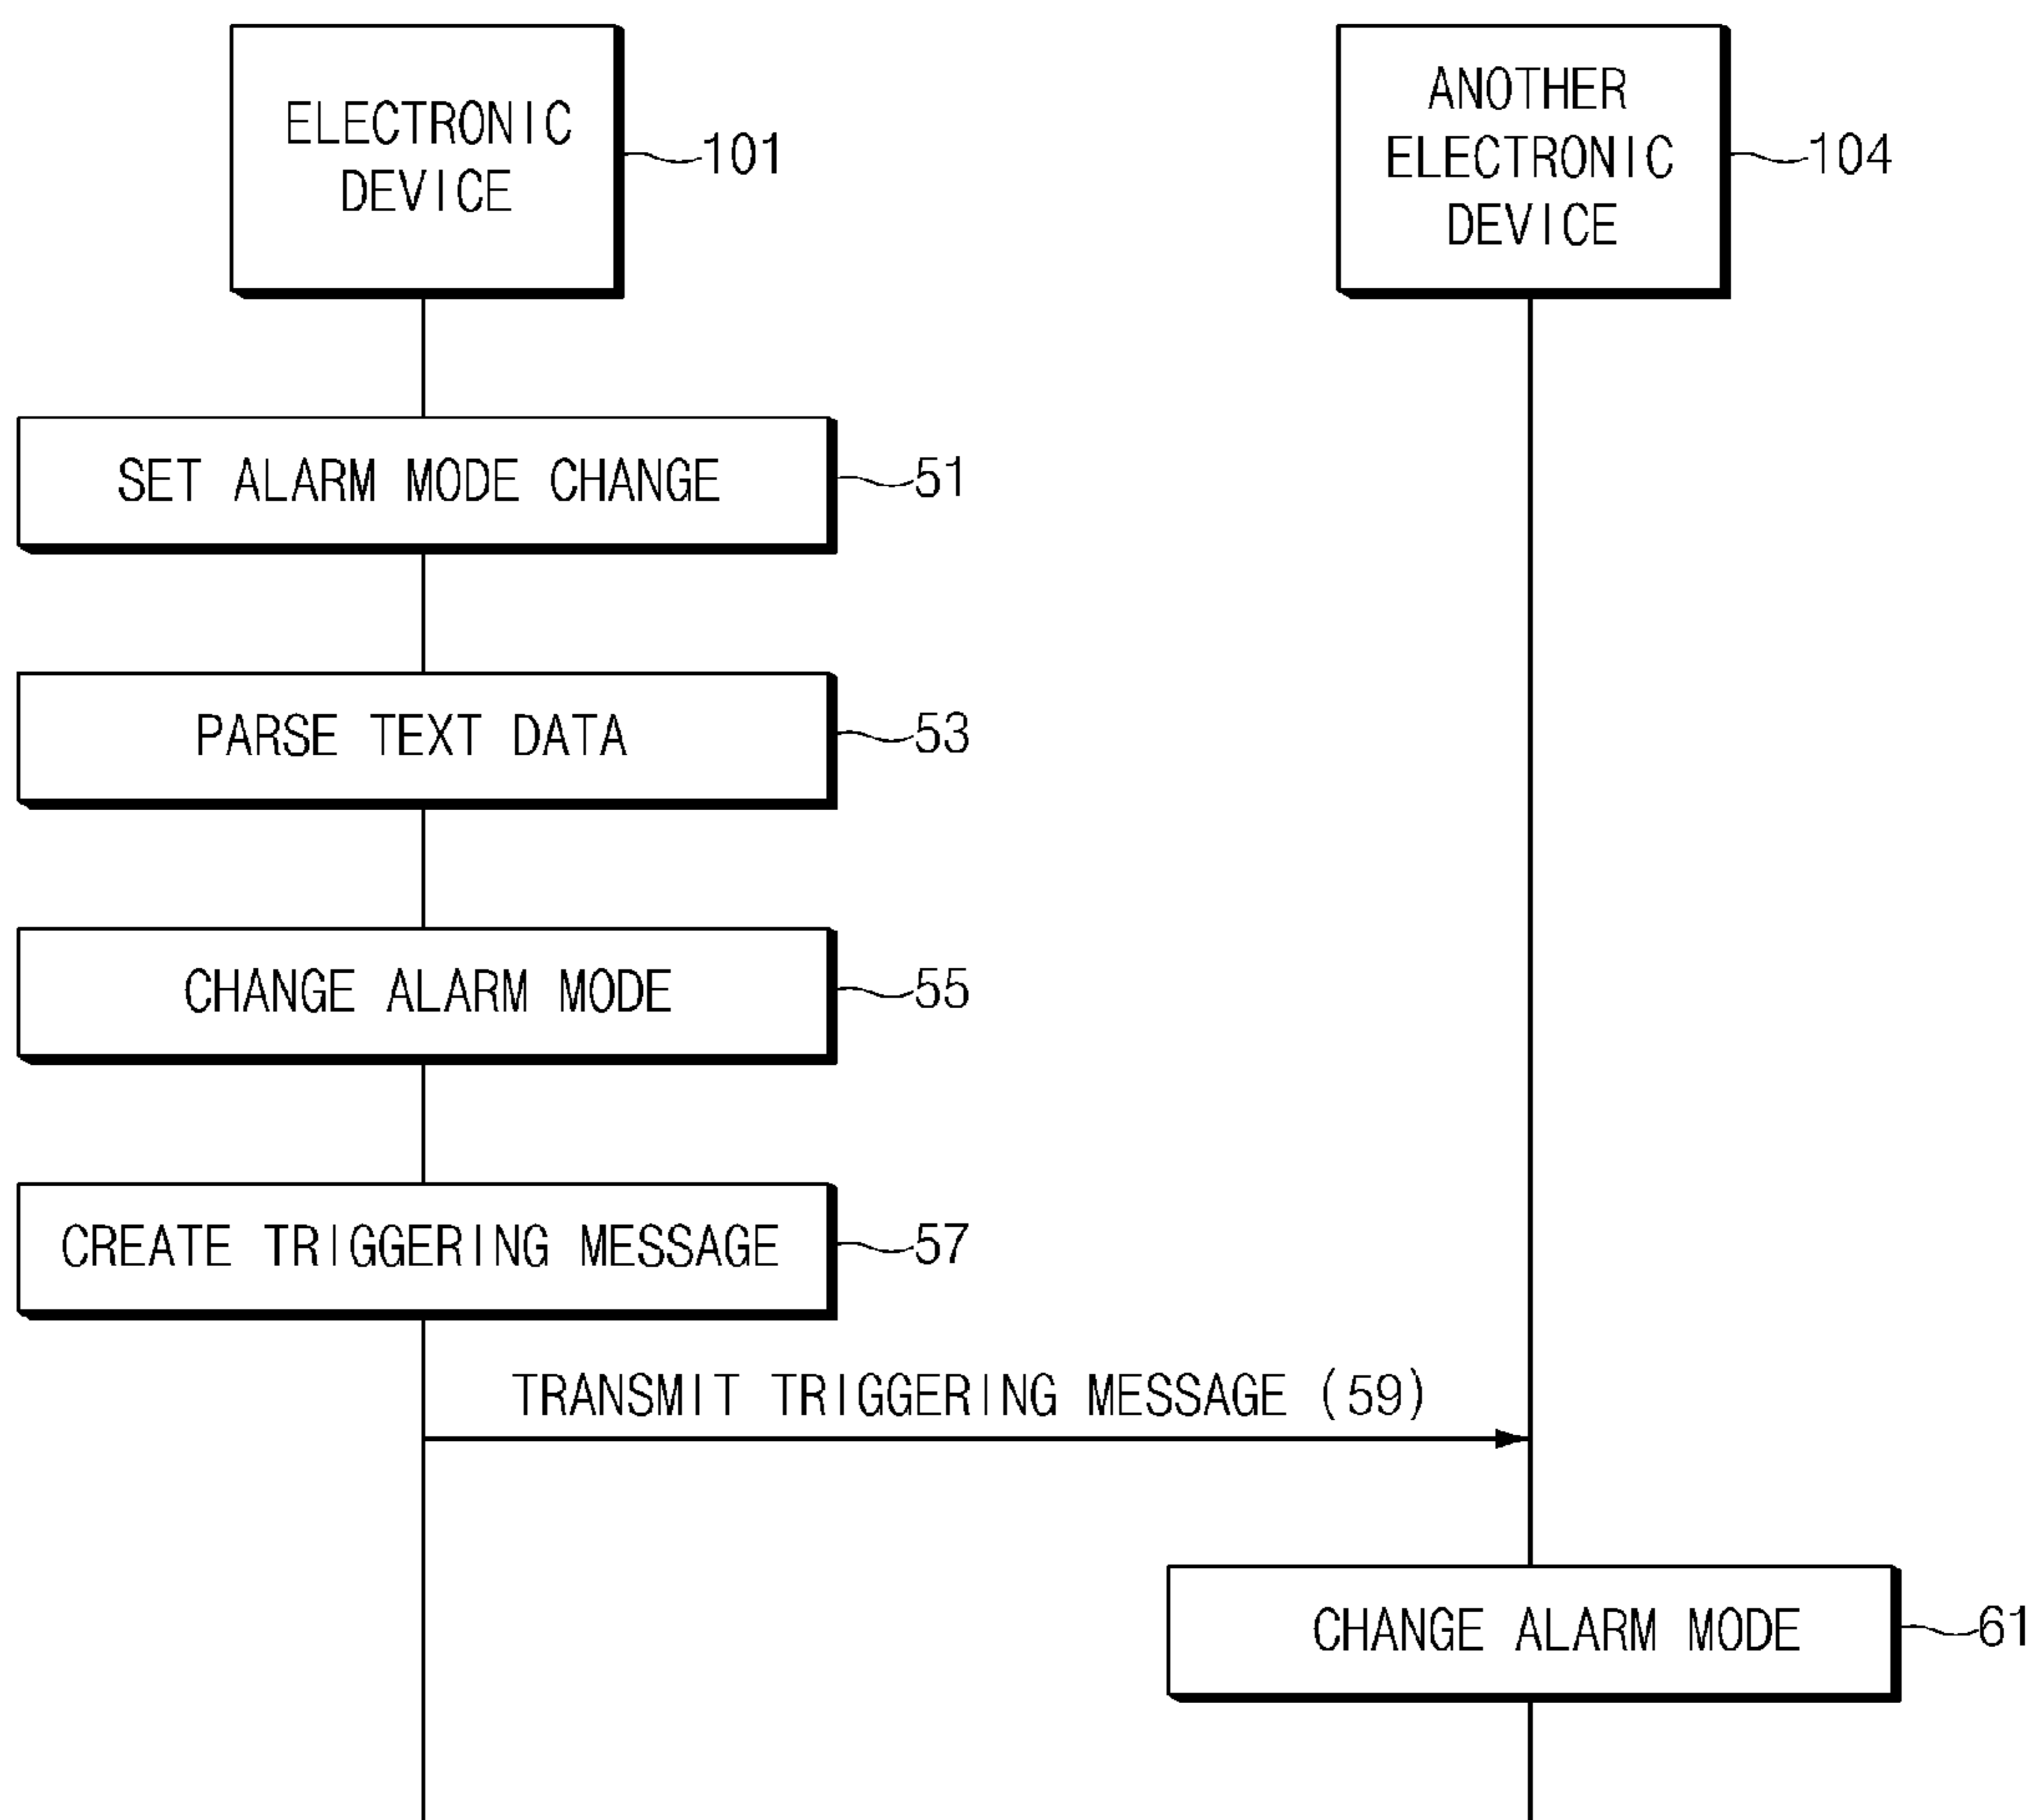 ELECTRONIC
DEVICE
101
ANOTHER
ELECTRONIC
DEVICE
104
SET ALARM MODE CHANGE
51
PARSE TEXT DATA
53
CHANGE ALARM MODE
55
CREATE TRIGGERING MESSAGE
57
TRANSMIT TRIGGERING MESSAGE (59)
CHANGE ALARM MODE
61